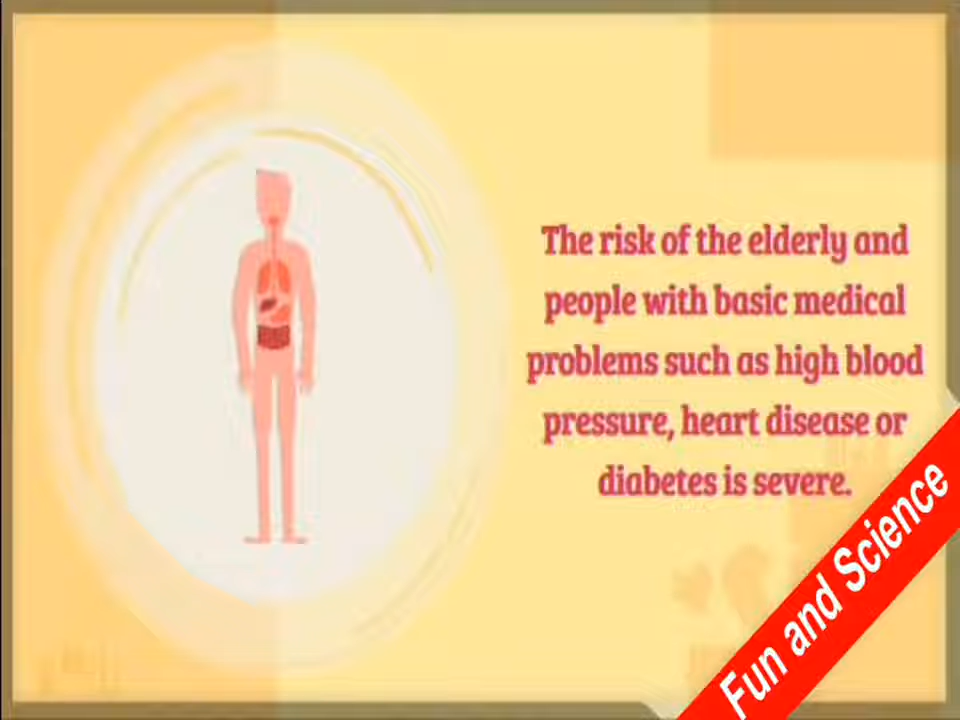 The risk of the elderly and
people with basic medical
problems such as high blood
pressure, heart disease or
diabetes is severe.
Fun and Science